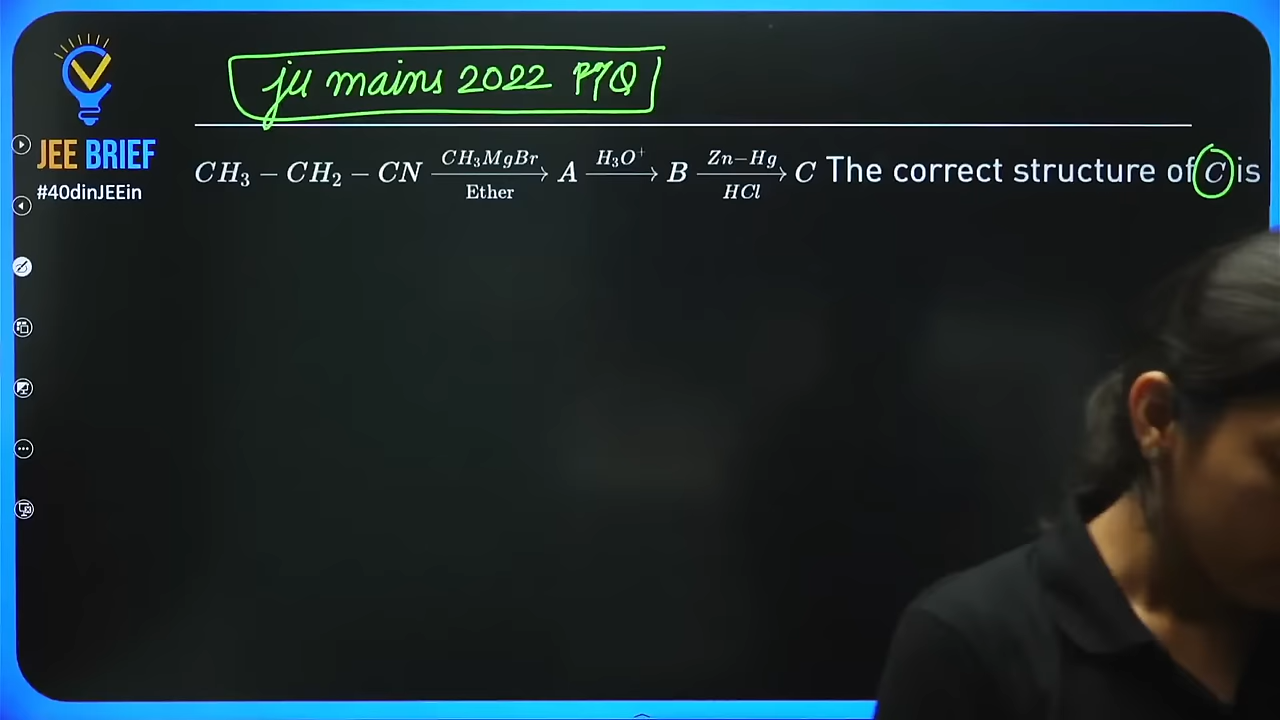 jee mains 2022 PYQ
JEE BRIEF
#40dinJEEin
CH₃ − CH₂ − CN —CH₃MgBr/Ether→ A —H₃O⁺→ B —Zn−Hg/HCl→ C The correct structure of C is